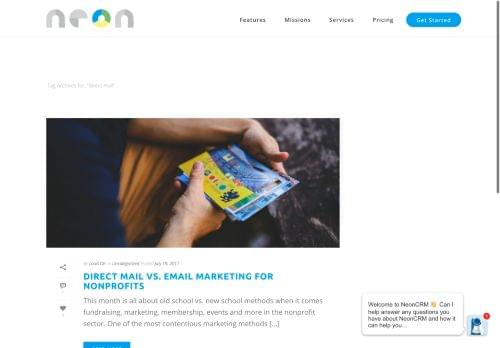 neon
Features Missions Services Pricing Get Started
Tag Archives for: "direct mail"
in Uncategorized Posted July 19, 2017
DIRECT MAIL VS. EMAIL MARKETING FOR
NONPROFITS
This month is all about old school vs. new school methods when it comes
fundraising, marketing, membership, events and more in the nonprofit
sector. One of the most contentious marketing methods [...]
Welcome to NeonCRM 👋 Can I
help answer any questions you
have about NeonCRM and how it
can help you...
1